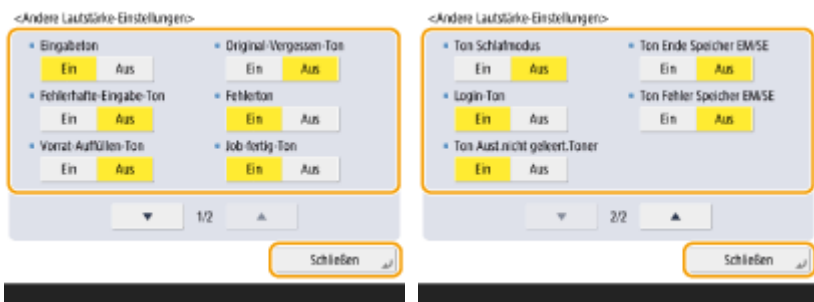 <Andere Lautstärke-Einstellungen>
Eingabeton
Original-Vergessen-Ton
Ein Aus
Ein Aus
Fehlerhafte-Eingabe-Ton
Fehlerton
Ein Aus
Ein Aus
Vorrat-Auffüllen-Ton
Job-fertig-Ton
Ein Aus
Ein Aus
1/2
Schließen
<Andere Lautstärke-Einstellungen>
Ton Schlafmodus
Ton Ende Speicher EM/SE
Ein Aus
Ein Aus
Login-Ton
Ton Fehler Speicher EM/SE
Ein Aus
Ein Aus
Ton Aust.nicht geleert.Toner
Ein Aus
2/2
Schließen